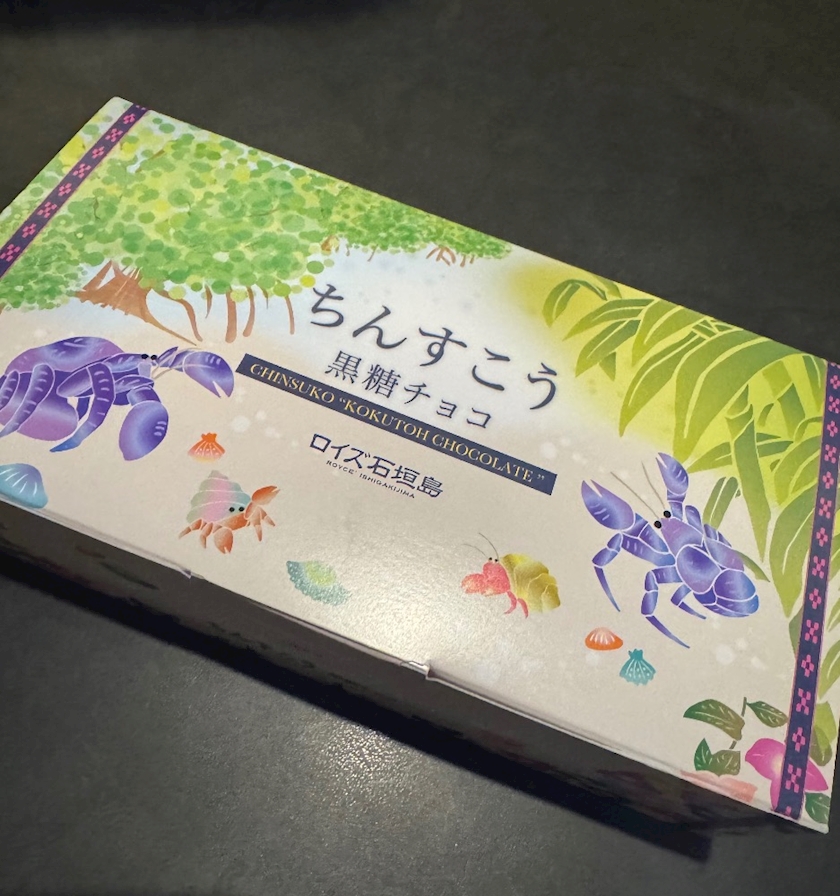 ちんすこう
黒糖チョコ
CHINSUKO "KOKUTOH CHOCOLATE"
ロイズ石垣島
ROYCE' ISHIGAKIJIMA